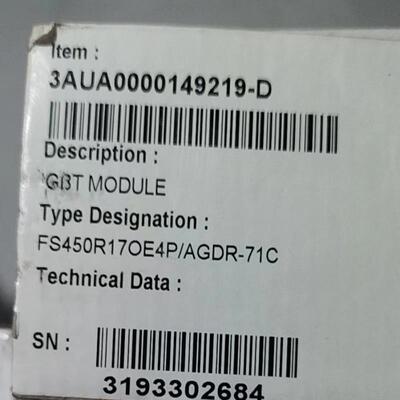 Item :
3AUA0000149219-D
Description :
IGBT MODULE
Type Designation :
FS450R17OE4P/AGDR-71C
Technical Data :
SN :
3193302684